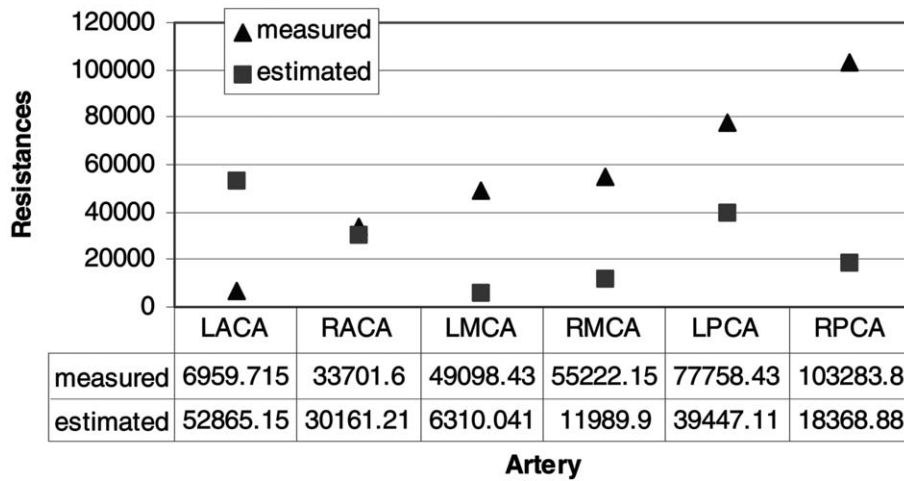 120000
100000
80000
60000
40000
20000
0
Resistances
measured
estimated
LACA RACA LMCA RMCA LPCA RPCA
measured 6959.715 33701.6 49098.43 55222.15 77758.43 103283.8
estimated 52865.15 30161.21 6310.041 11989.9 39447.11 18368.88
Artery